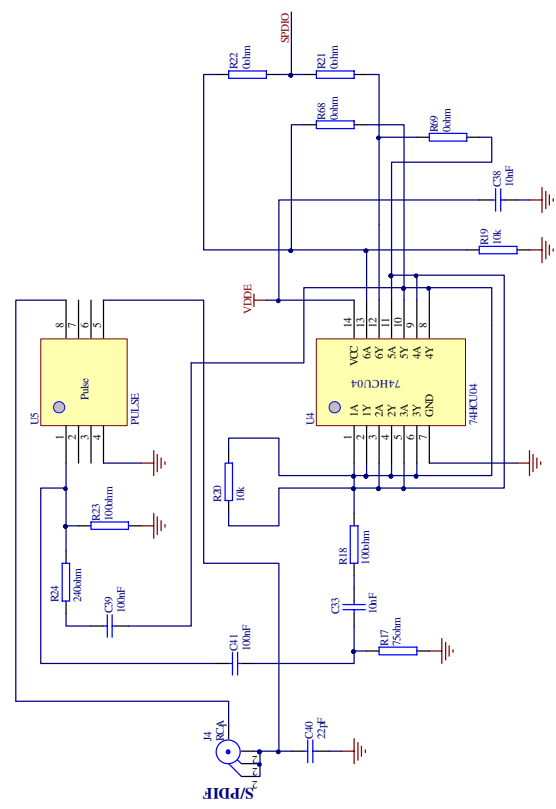 SPDIO
R22
0ohm
R21
0ohm
R68
0ohm
R69
0ohm
C38
10nF
R19
10k
VDDE
8
7
6
5
U5
Pulse
PULSE
1
2
3
4
14
13
12
11
10
9
8
VCC
6A
6Y
5A
5Y
4A
4Y
U4
74HCU04
74HCU04
1A
1Y
2A
2Y
3A
3Y
GND
1
2
3
4
5
6
7
R20
10k
R23
100ohm
R24
240ohm
C39
100nF
R18
100ohm
C33
10nF
C41
100nF
R17
75ohm
J4
RCA
1
2
2
2
C40
22pF
S/PDIF